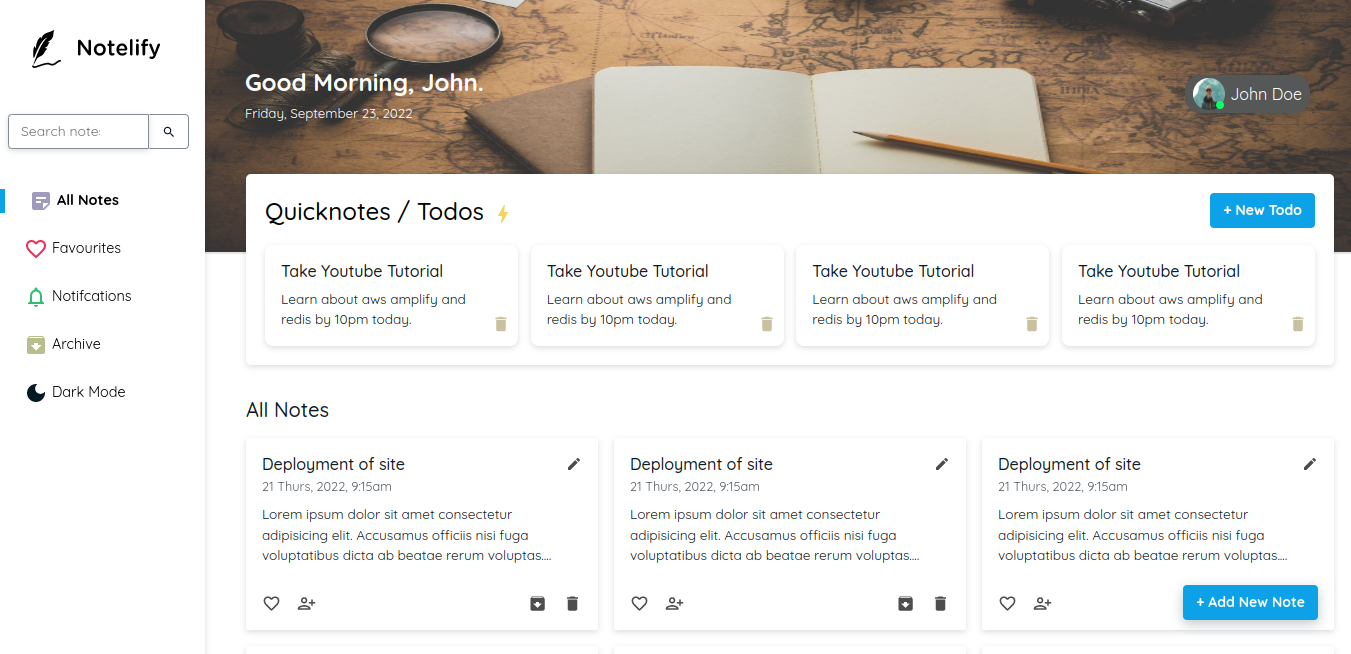 Notelify
Search note:
All Notes
Favourites
Notifcations
Archive
Dark Mode
Good Morning, John.
Friday, September 23, 2022
John Doe
Quicknotes / Todos
+ New Todo
Take Youtube Tutorial
Learn about aws amplify and
redis by 10pm today.
Take Youtube Tutorial
Learn about aws amplify and
redis by 10pm today.
Take Youtube Tutorial
Learn about aws amplify and
redis by 10pm today.
Take Youtube Tutorial
Learn about aws amplify and
redis by 10pm today.
All Notes
Deployment of site
21 Thurs, 2022, 9:15am
Lorem ipsum dolor sit amet consectetur
adipisicing elit. Accusamus officiis nisi fuga
voluptatibus dicta ab beatae rerum voluptas....
Deployment of site
21 Thurs, 2022, 9:15am
Lorem ipsum dolor sit amet consectetur
adipisicing elit. Accusamus officiis nisi fuga
voluptatibus dicta ab beatae rerum voluptas....
Deployment of site
21 Thurs, 2022, 9:15am
Lorem ipsum dolor sit amet consectetur
adipisicing elit. Accusamus officiis nisi fuga
voluptatibus dicta ab beatae rerum voluptas....
+ Add New Note